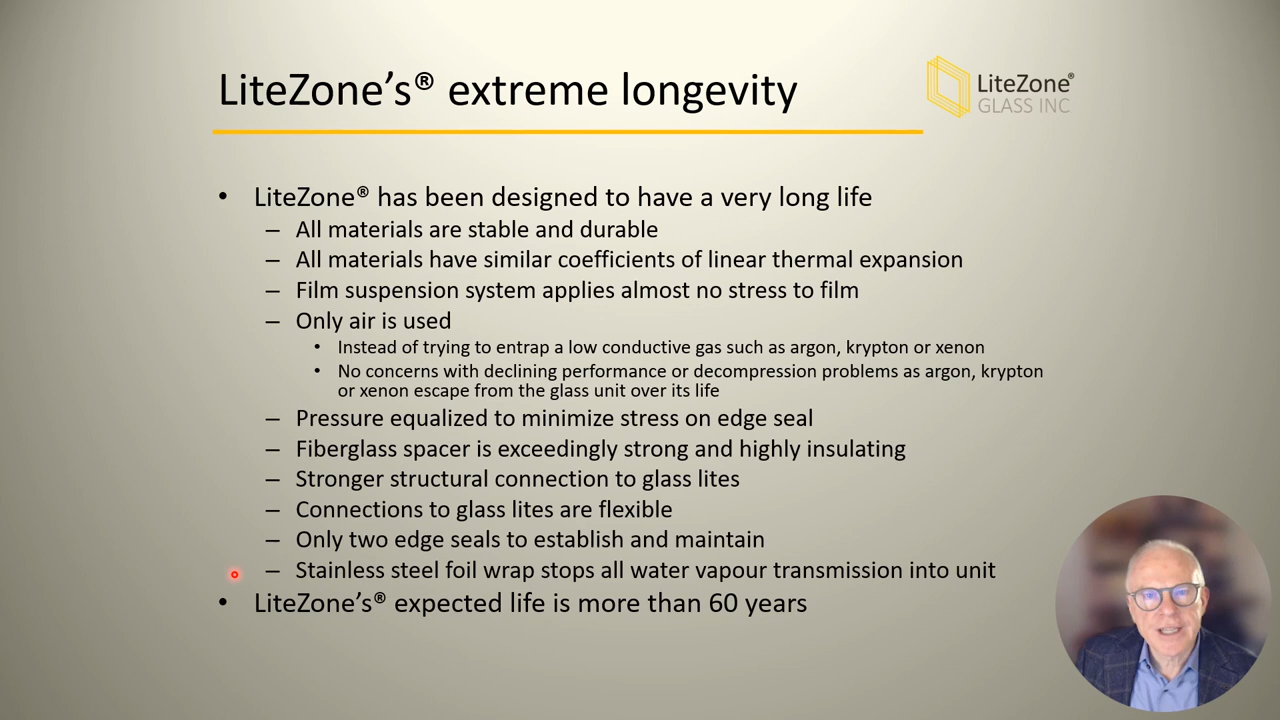 LiteZone's® extreme longevity
LiteZone®
GLASS INC
• LiteZone® has been designed to have a very long life
– All materials are stable and durable
– All materials have similar coefficients of linear thermal expansion
– Film suspension system applies almost no stress to film
– Only air is used
• Instead of trying to entrap a low conductive gas such as argon, krypton or xenon
• No concerns with declining performance or decompression problems as argon, krypton
or xenon escape from the glass unit over its life
– Pressure equalized to minimize stress on edge seal
– Fiberglass spacer is exceedingly strong and highly insulating
– Stronger structural connection to glass lites
– Connections to glass lites are flexible
– Only two edge seals to establish and maintain
– Stainless steel foil wrap stops all water vapour transmission into unit
• LiteZone's® expected life is more than 60 years